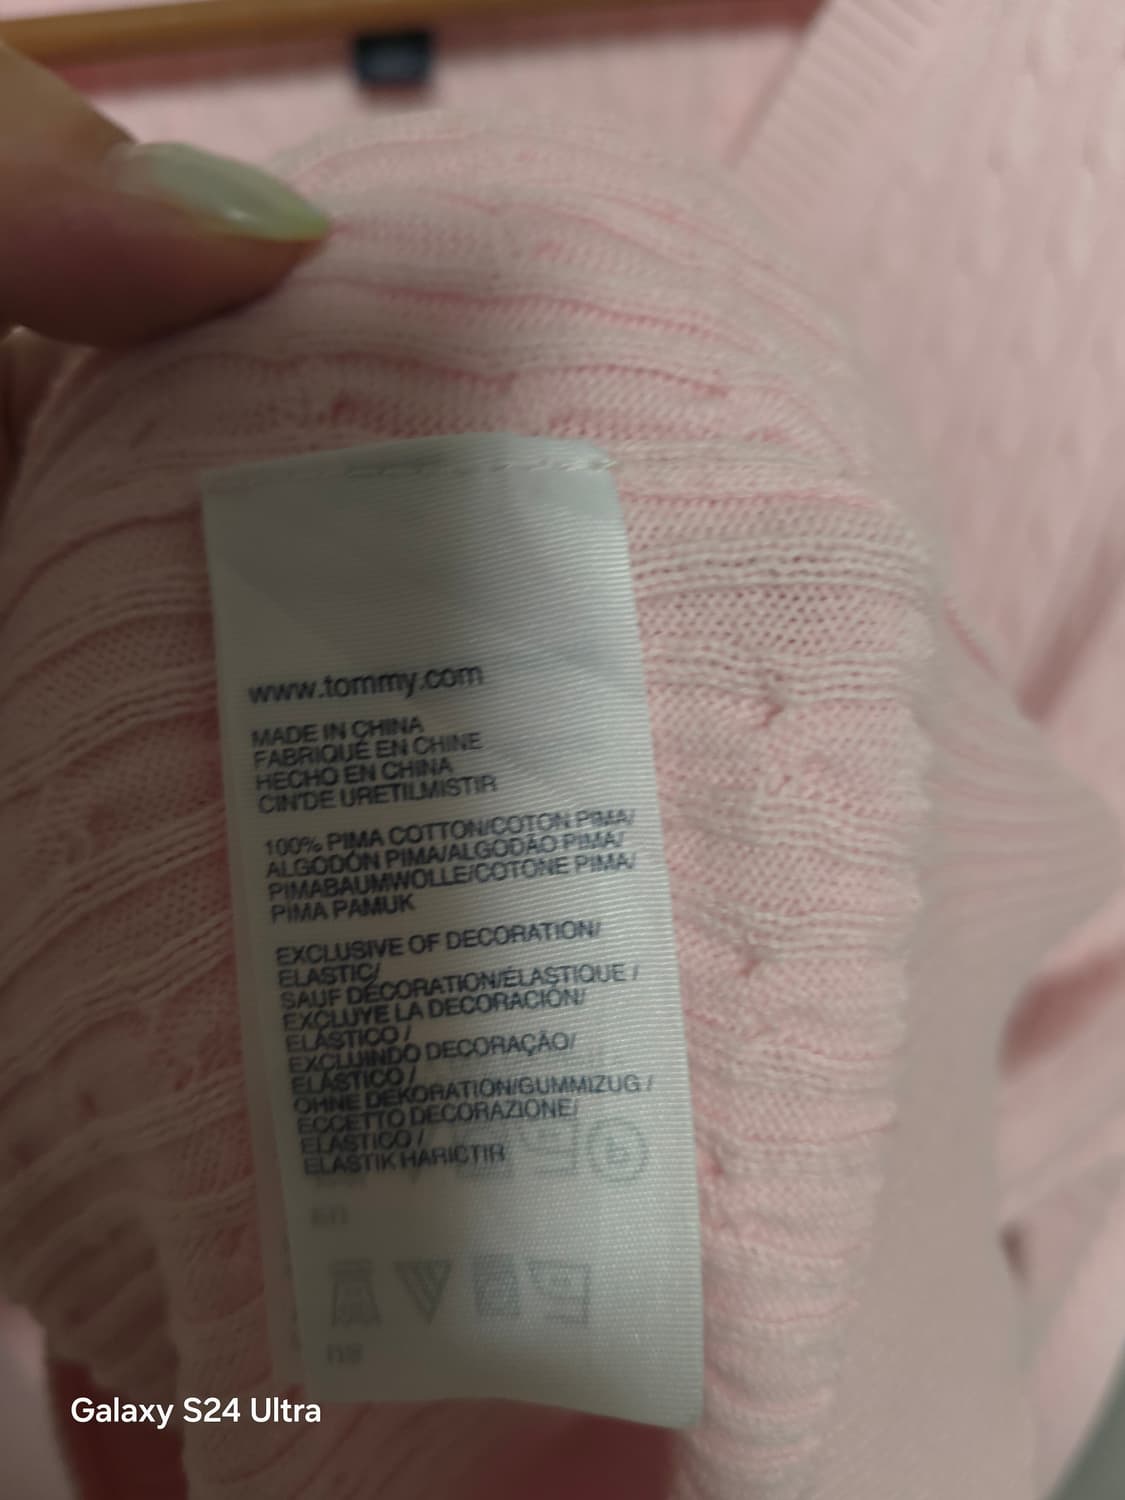 www.tommy.com
MADE IN CHINA
FABRIQUÉ EN CHINE
HECHO EN CHINA
CIN'DE URETILMISTIR
100% PIMA COTTON/COTON PIMA/
ALGODÓN PIMA/ALGODÃO PIMA/
PIMABAUMWOLLE/COTONE PIMA/
PIMA PAMUK
EXCLUSIVE OF DECORATION/
ELASTIC/
SAUF DÉCORATION/ÉLASTIQUE /
EXCLUYE LA DECORACIÓN/
ELÁSTICO /
EXCLUINDO DECORAÇÃO/
ELÁSTICO /
OHNE DEKORATION/GUMMIZUG /
ECCETTO DECORAZIONE/
ELASTICO /
ELASTIK HARICTIR
Galaxy S24 Ultra